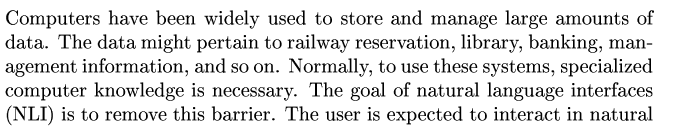 Computers have been widely used to store and manage large amounts of
data. The data might pertain to railway reservation, library, banking, man-
agement information, and so on. Normally, to use these systems, specialized
computer knowledge is necessary. The goal of natural language interfaces
(NLI) is to remove this barrier. The user is expected to interact in natural